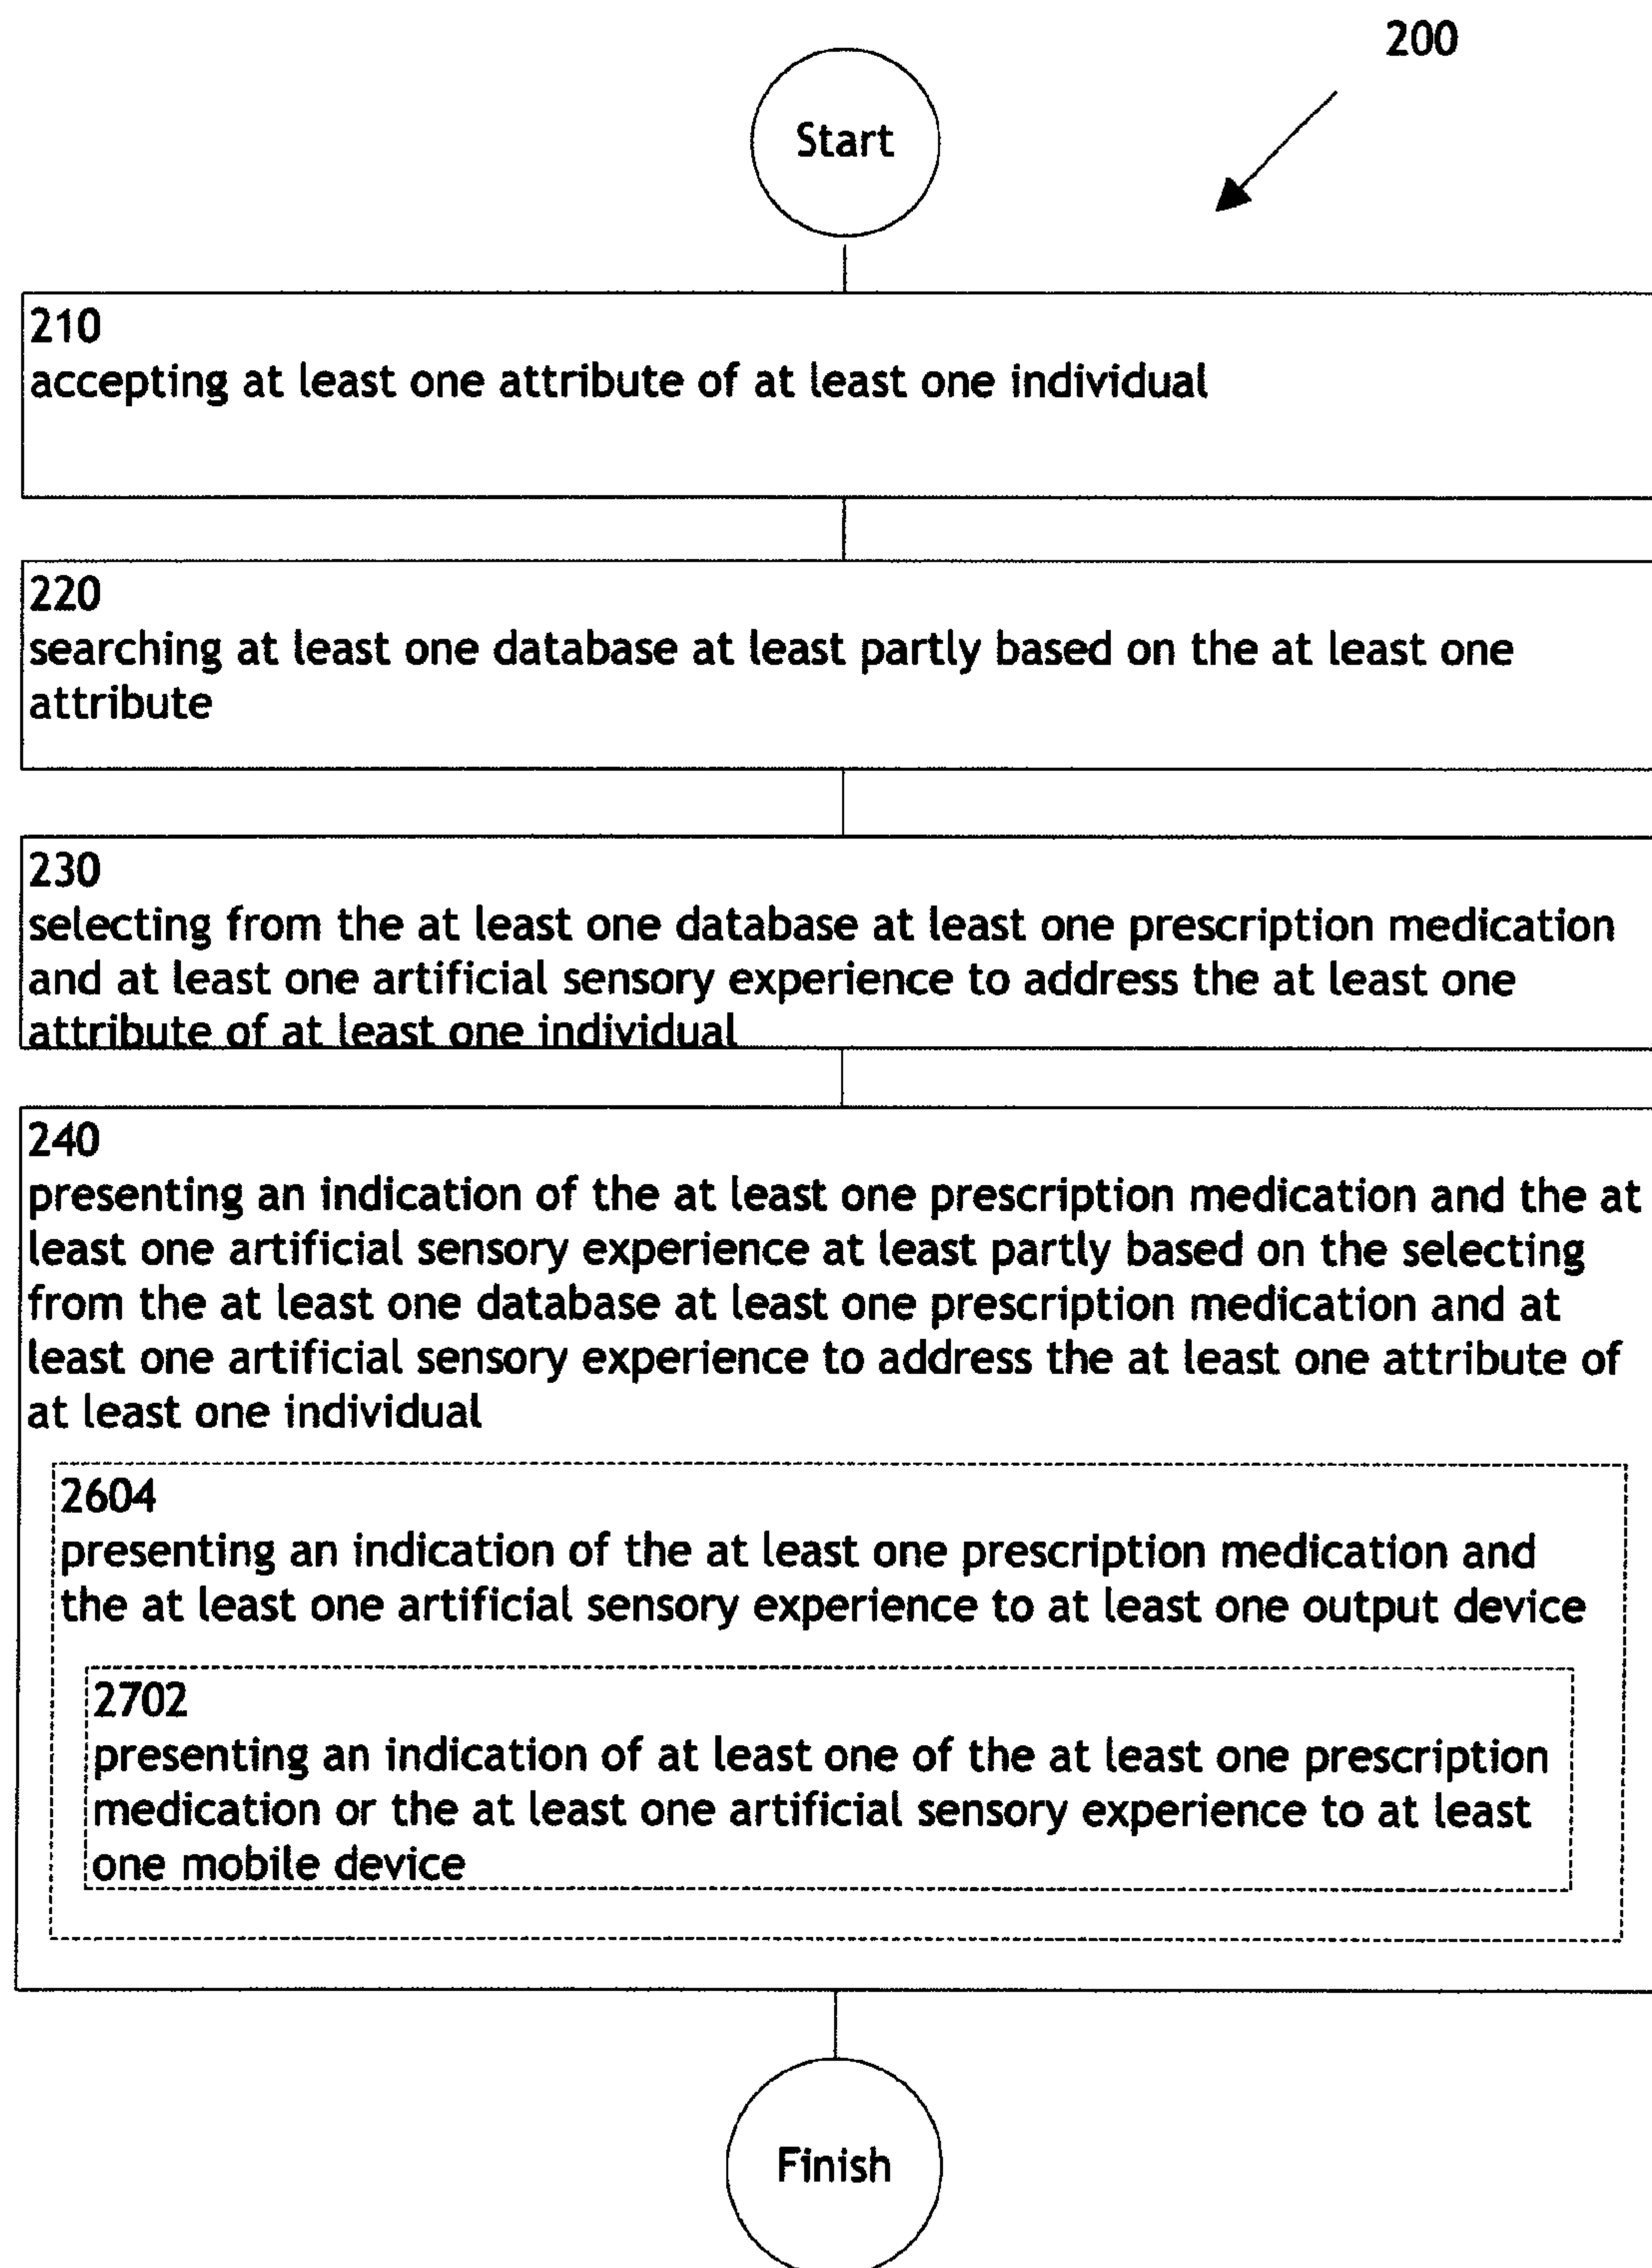 200
Start
210
accepting at least one attribute of at least one individual
220
searching at least one database at least partly based on the at least one
attribute
230
selecting from the at least one database at least one prescription medication
and at least one artificial sensory experience to address the at least one
attribute of at least one individual
240
presenting an indication of the at least one prescription medication and the at
least one artificial sensory experience at least partly based on the selecting
from the at least one database at least one prescription medication and at
least one artificial sensory experience to address the at least one attribute of
at least one individual
2604
presenting an indication of the at least one prescription medication and
the at least one artificial sensory experience to at least one output device
2702
presenting an indication of at least one of the at least one prescription
medication or the at least one artificial sensory experience to at least
one mobile device
Finish